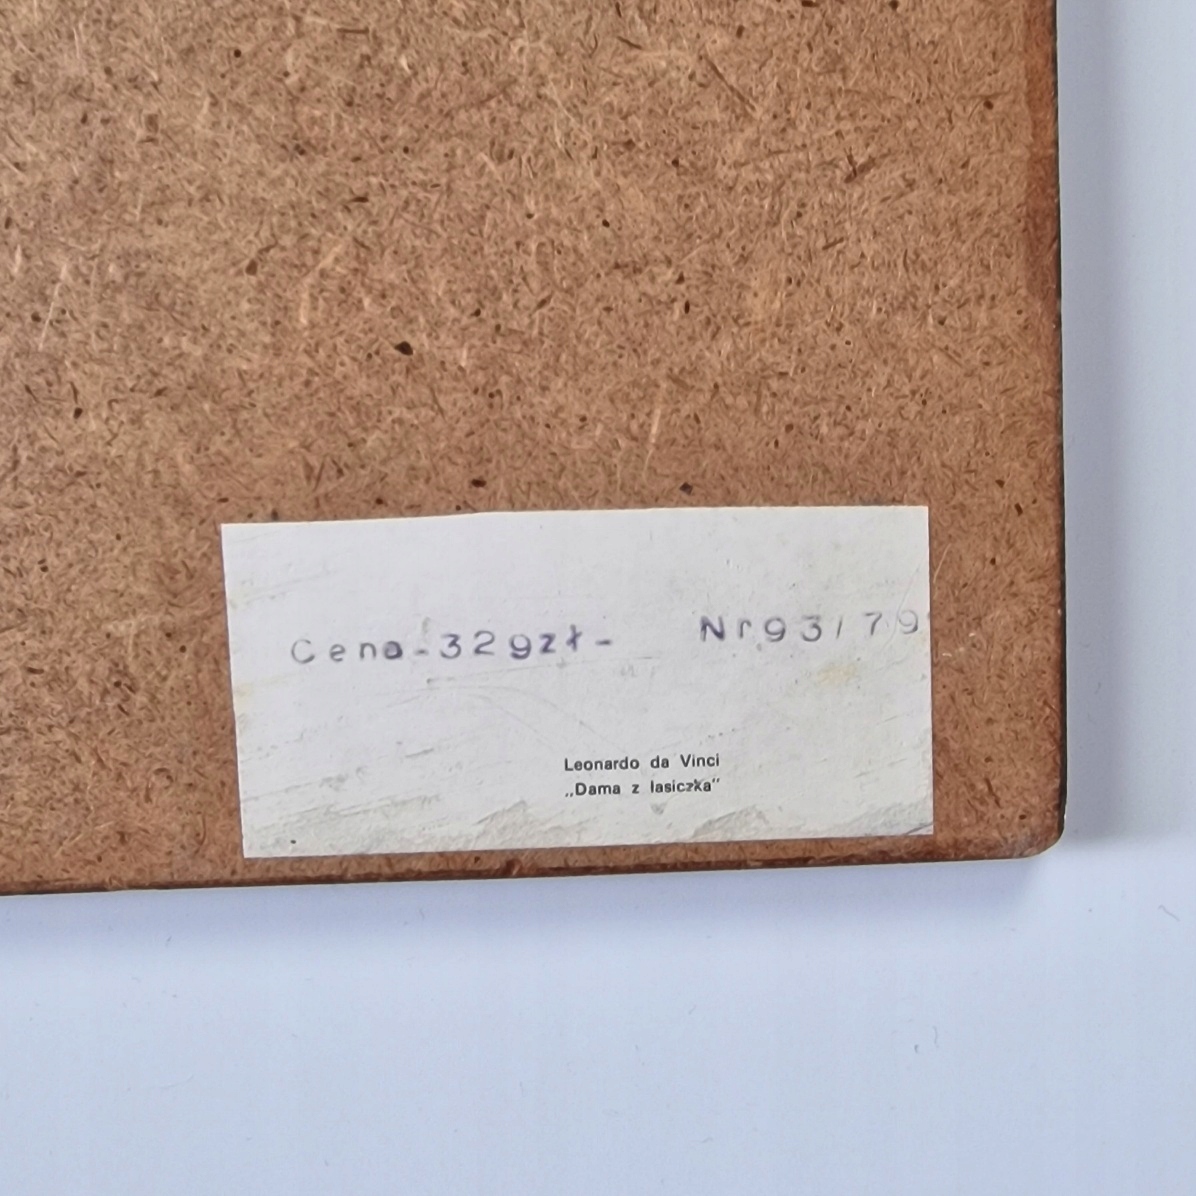 Cena-329zł- Nr93/79
Leonardo da Vinci
„Dama z lasiczka”